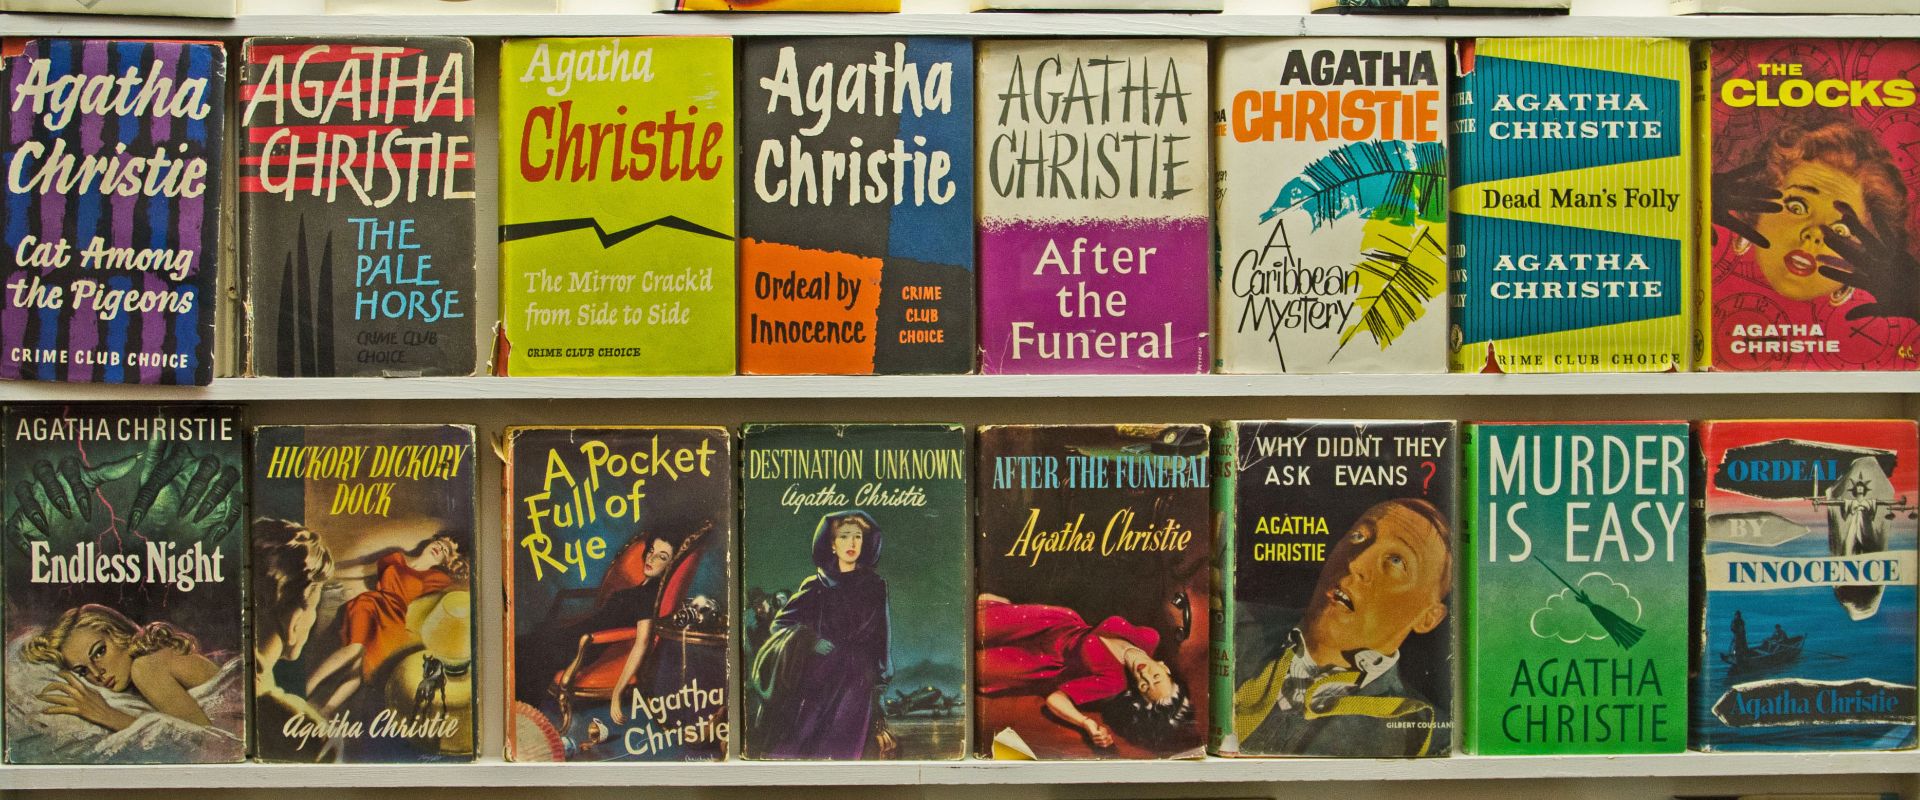 Agatha
Christie
Cat Among
the Pigeons
CRIME CLUB CHOICE
AGATHA
CHRISTIE
THE
PALE
HORSE
CRIME CLUB
CHOICE
Agatha
Christie
The Mirror Crack'd
from Side to Side
CRIME CLUB CHOICE
Agatha
Christie
Ordeal by
Innocence
CRIME
CLUB
CHOICE
AGATHA
CHRISTIE
After
the
Funeral
AGATHA
CHRISTIE
A
Caribbean
Mystery
AGATHA
CHRISTIE
Dead Man's Folly
AGATHA
CHRISTIE
CRIME CLUB CHOICE
THE
CLOCKS
AGATHA
CHRISTIE
G.C.
AGATHA CHRISTIE
Endless Night
HICKORY DICKORY
DOCK
Agatha Christie
A Pocket
Full of
Rye
Agatha
Christie
DESTINATION UNKNOWN
Agatha Christie
AFTER THE FUNERAL
Agatha Christie
WHY DIDN'T THEY
ASK EVANS?
AGATHA
CHRISTIE
MURDER
IS EASY
AGATHA
CHRISTIE
ORDEAL
BY
INNOCENCE
Agatha Christie